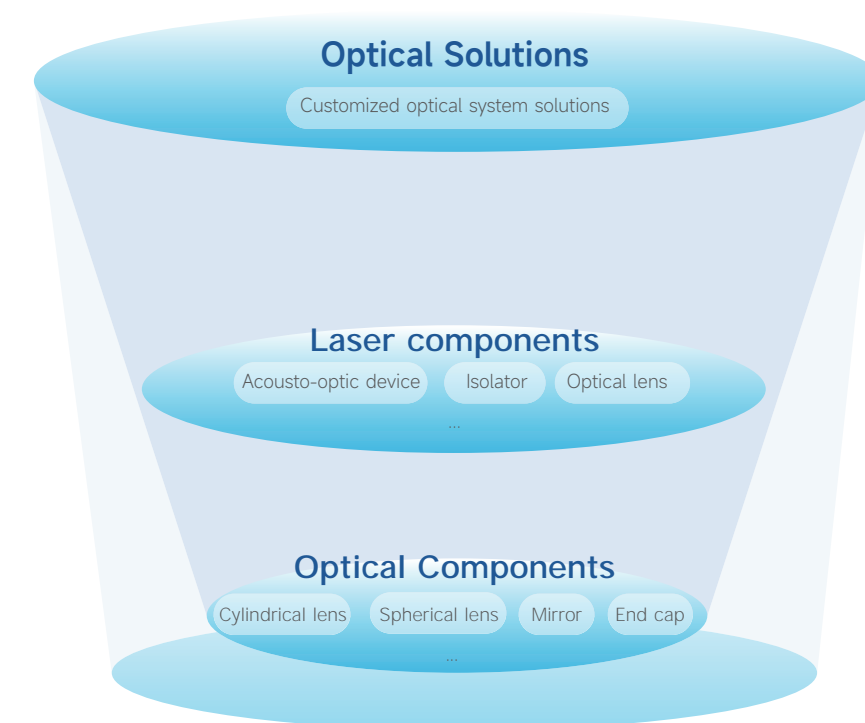 Optical Solutions
Customized optical system solutions
Laser components
Acousto-optic device Isolator Optical lens
...
Optical Components
Cylindrical lens Spherical lens Mirror End cap
...